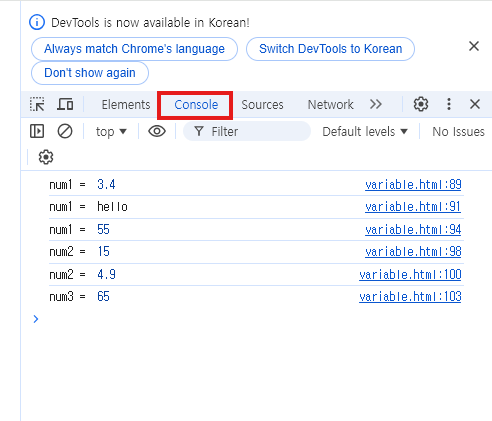 DevTools is now available in Korean!
Always match Chrome's language Switch DevTools to Korean
Don't show again
Elements Console Sources Network
top Filter Default levels No Issues
num1 = 3.4 variable.html:89
num1 = hello variable.html:91
num1 = 55 variable.html:94
num2 = 15 variable.html:98
num2 = 4.9 variable.html:100
num3 = 65 variable.html:103